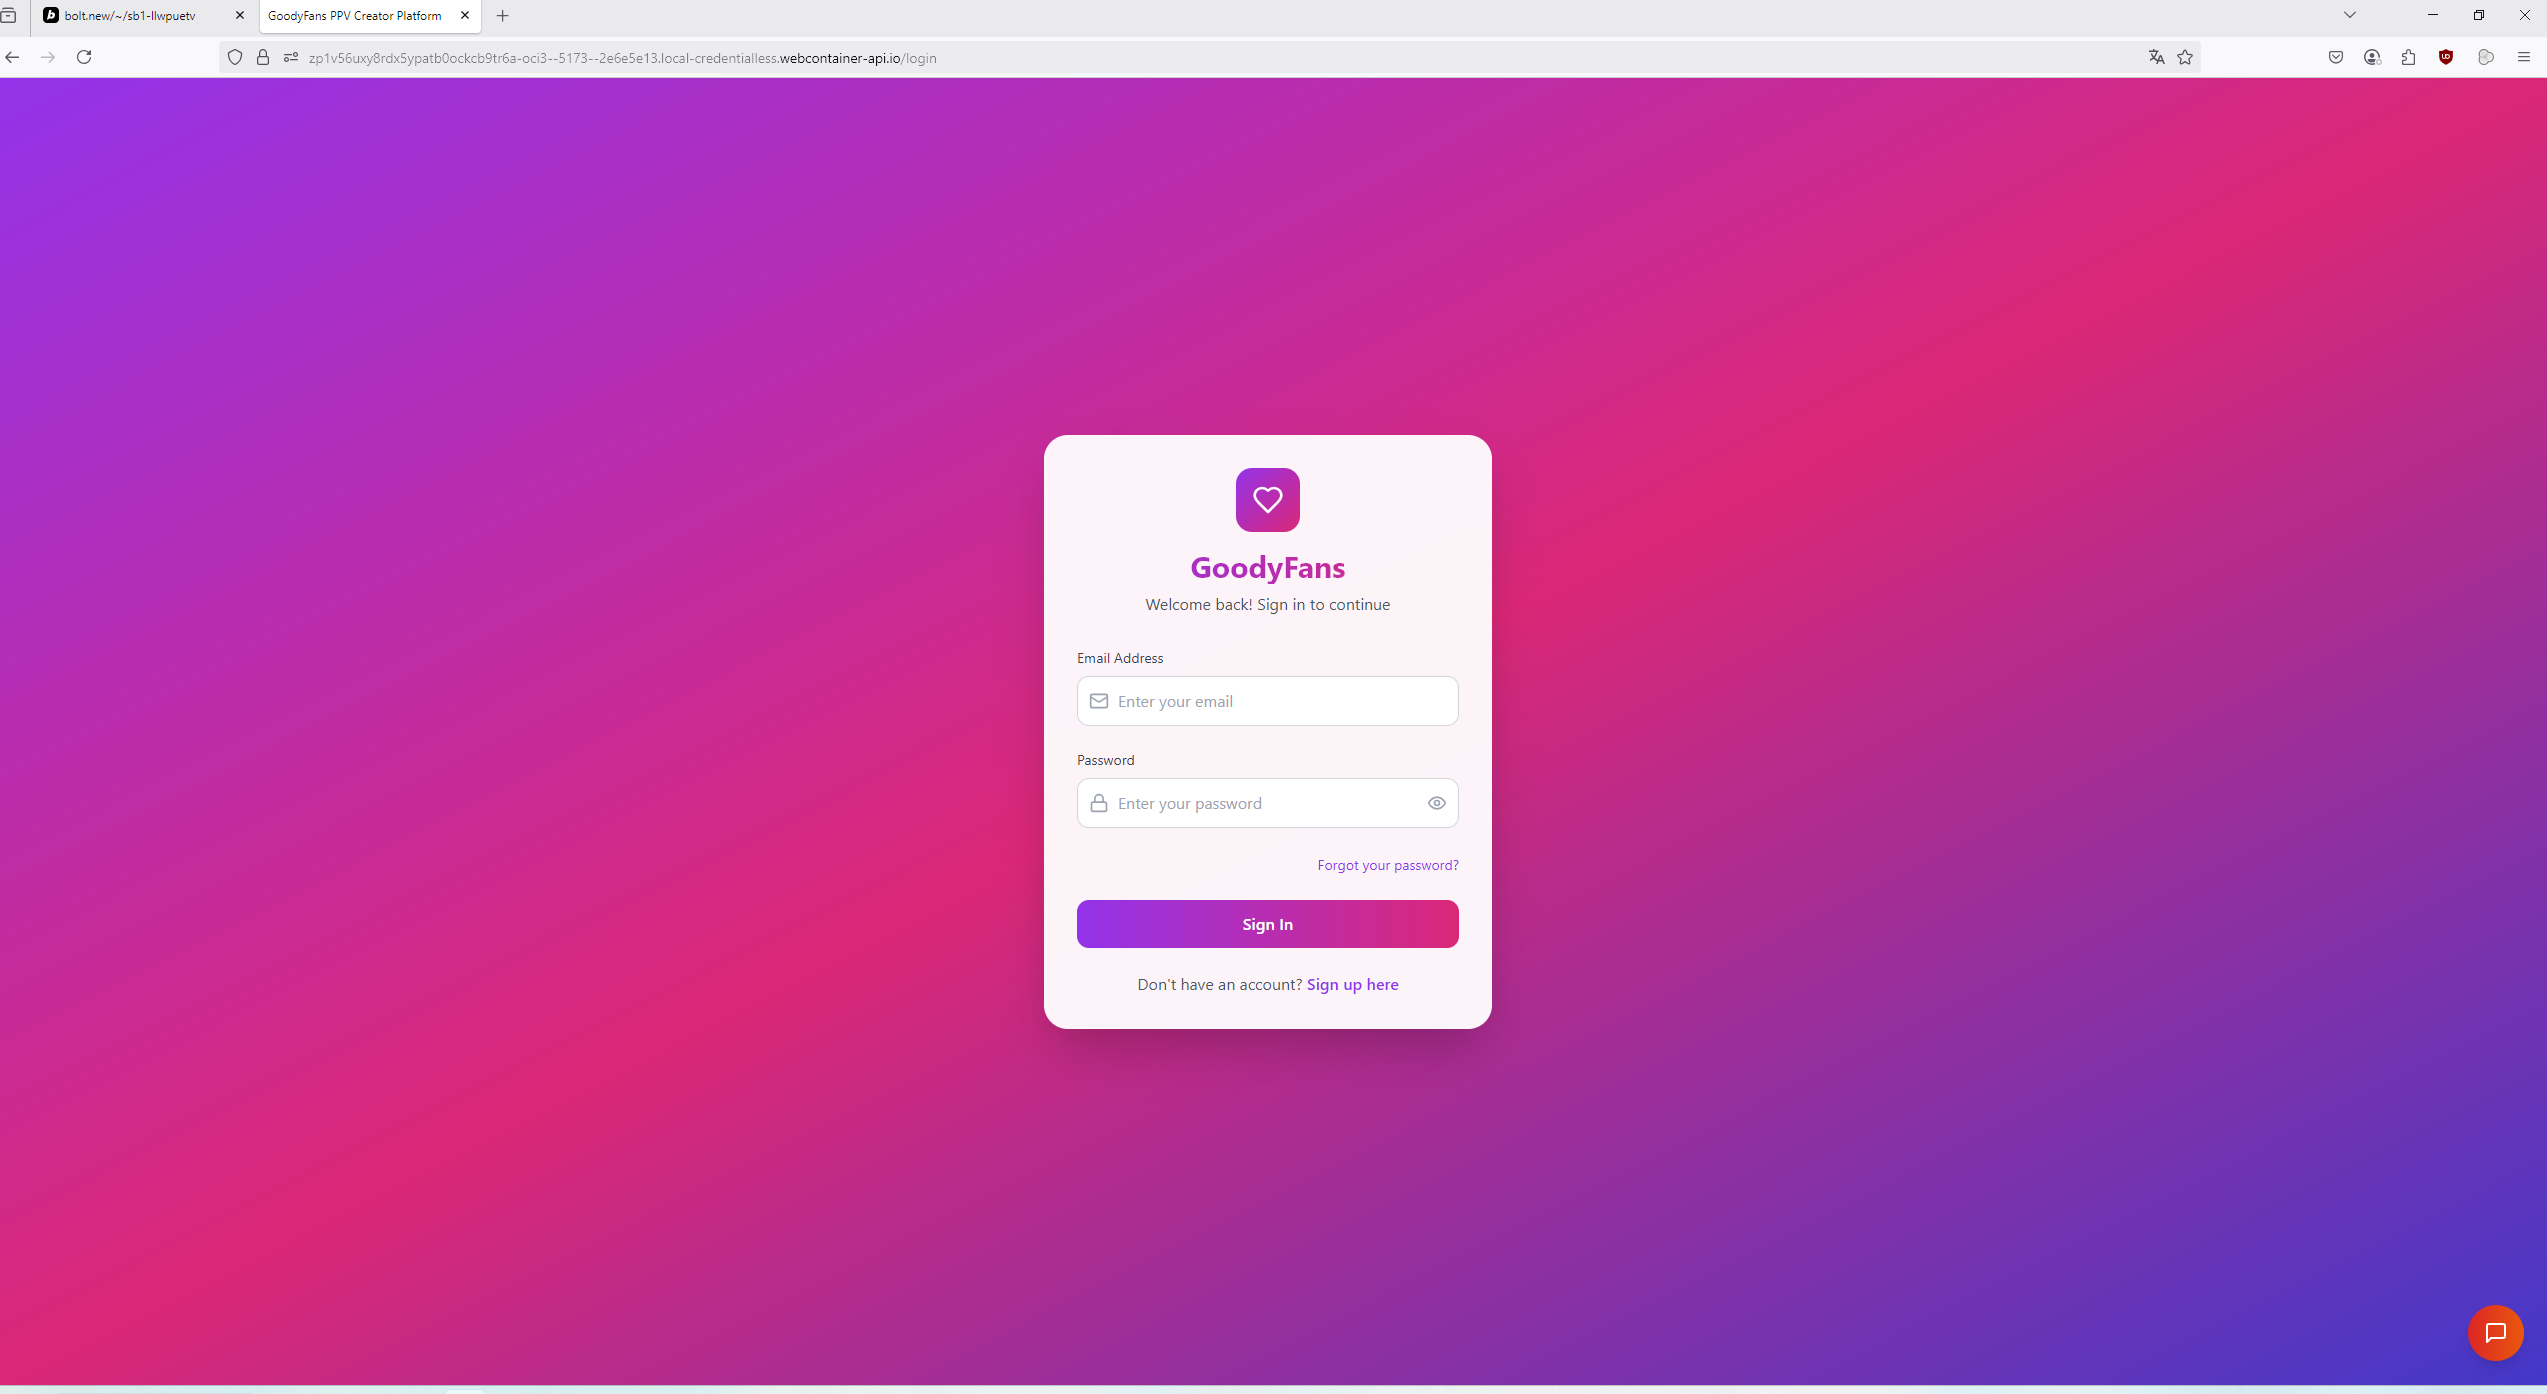 bolt.new/~/sb1-llwpuetv
GoodyFans PPV Creator Platform
zp1v56uxy8rdx5ypatb0ockcb9tr6a-oci3--5173--2e6e5e13.local-credentialless.webcontainer-api.io/login
GoodyFans
Welcome back! Sign in to continue
Email Address
Enter your email
Password
Enter your password
Forgot your password?
Sign In
Don't have an account? Sign up here